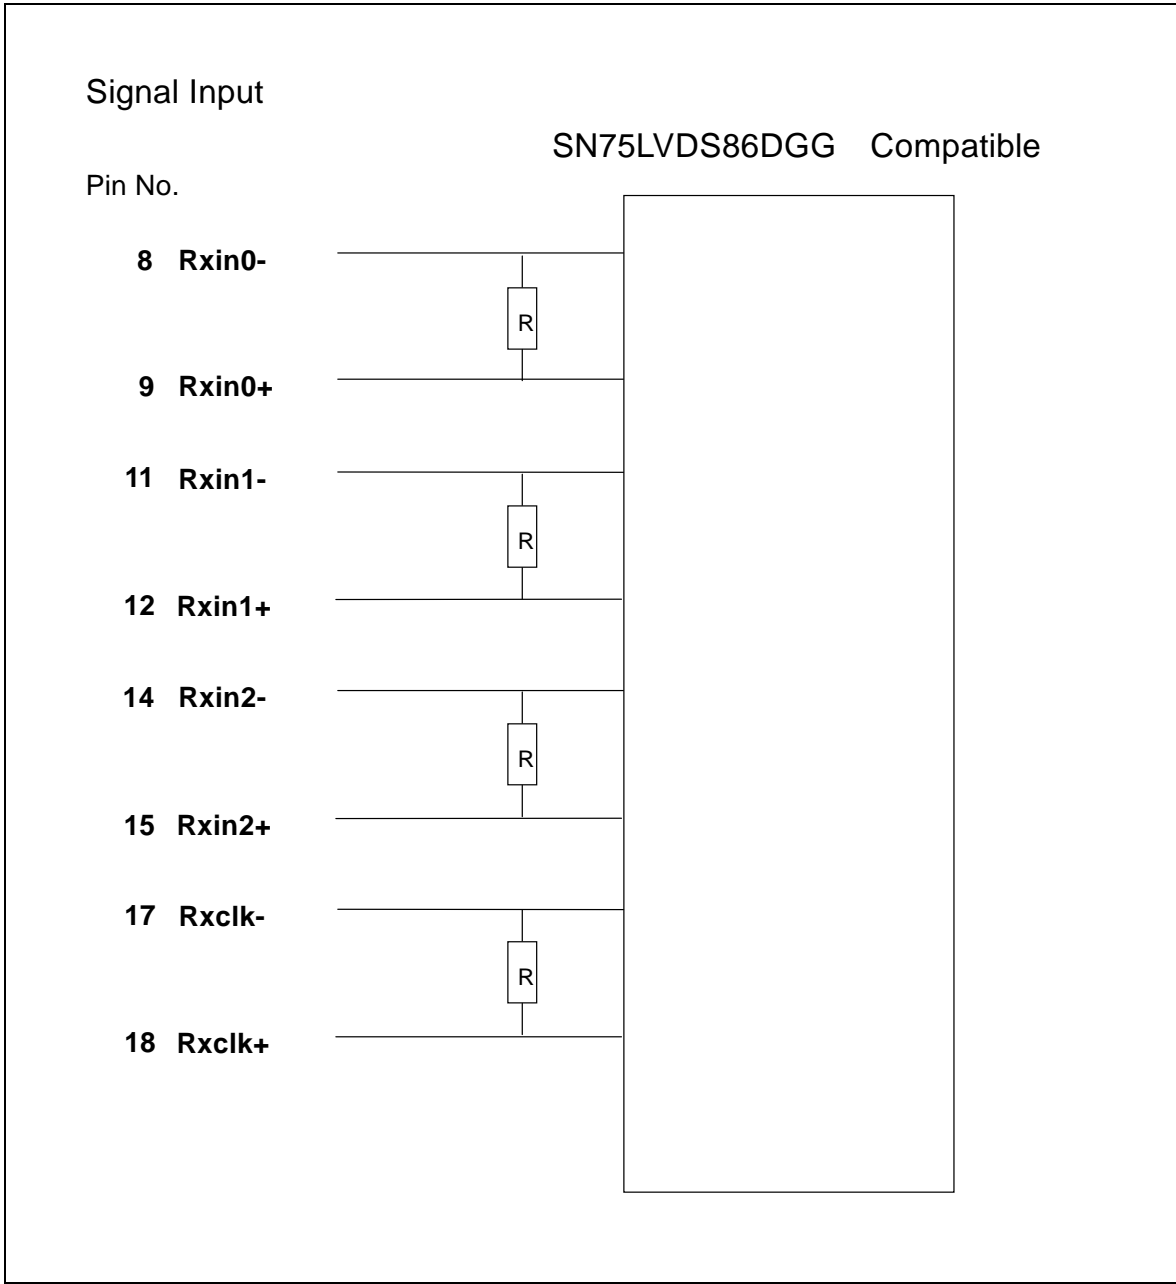 Signal Input
SN75LVDS86DGG Compatible
Pin No.
8 Rxin0-
R
9 Rxin0+
11 Rxin1-
R
12 Rxin1+
14 Rxin2-
R
15 Rxin2+
17 Rxclk-
R
18 Rxclk+